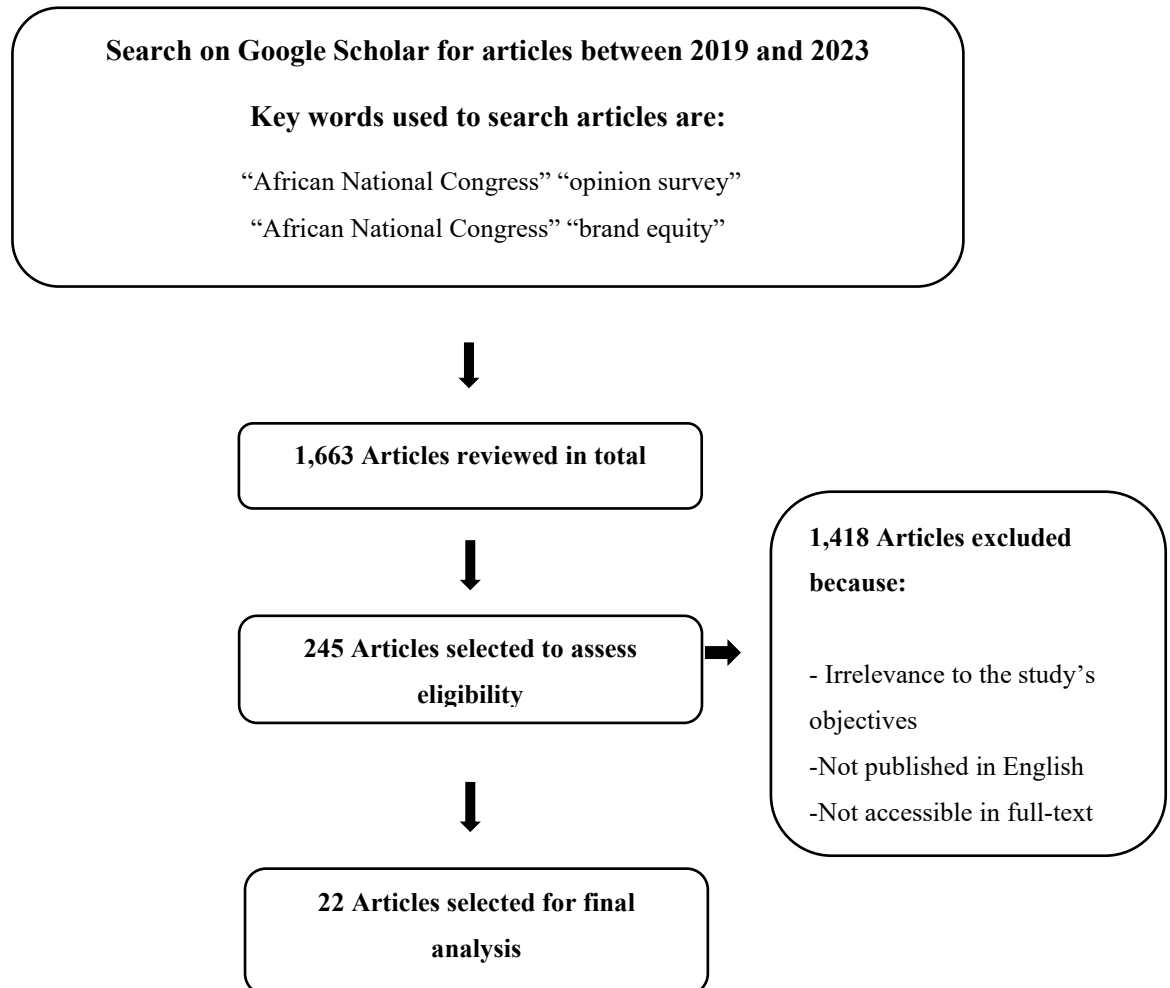 Search on Google Scholar for articles between 2019 and 2023
Key words used to search articles are:
“African National Congress” “opinion survey”
“African National Congress” “brand equity”
1,663 Articles reviewed in total
245 Articles selected to assess
eligibility
1,418 Articles excluded
because:
- Irrelevance to the study’s
objectives
-Not published in English
-Not accessible in full-text
22 Articles selected for final
analysis